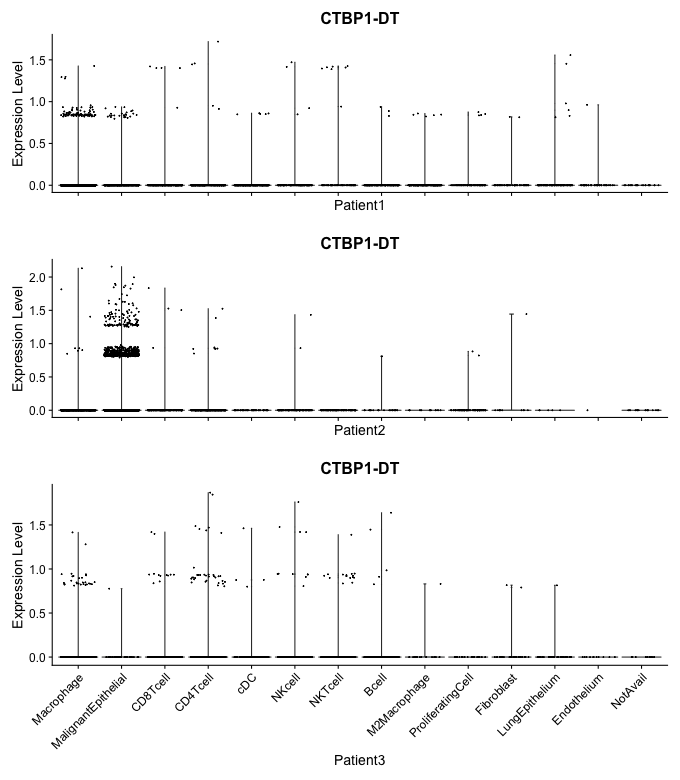 CTBP1-DT
Expression Level
1.5
1.0
0.5
0.0
Patient1
CTBP1-DT
Expression Level
2.0
1.5
1.0
0.5
0.0
Patient2
CTBP1-DT
Expression Level
1.5
1.0
0.5
0.0
Macrophage
MalignantEpithelial
CD8Tcell
CD4Tcell
cDC
NKcell
NKTcell
Bcell
M2Macrophage
ProliferatingCell
Fibroblast
LungEpithelium
Endothelium
NotAvail
Patient3